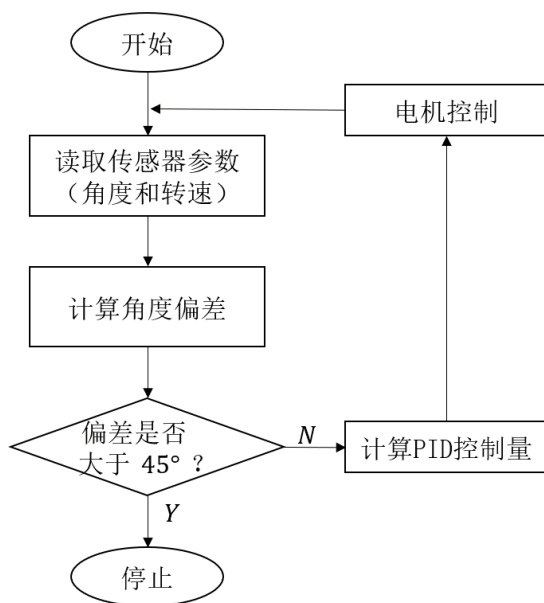 开始
电机控制
读取传感器参数
（角度和转速）
计算角度偏差
偏差是否
大于 45° ？
N
计算PID控制量
Y
停止